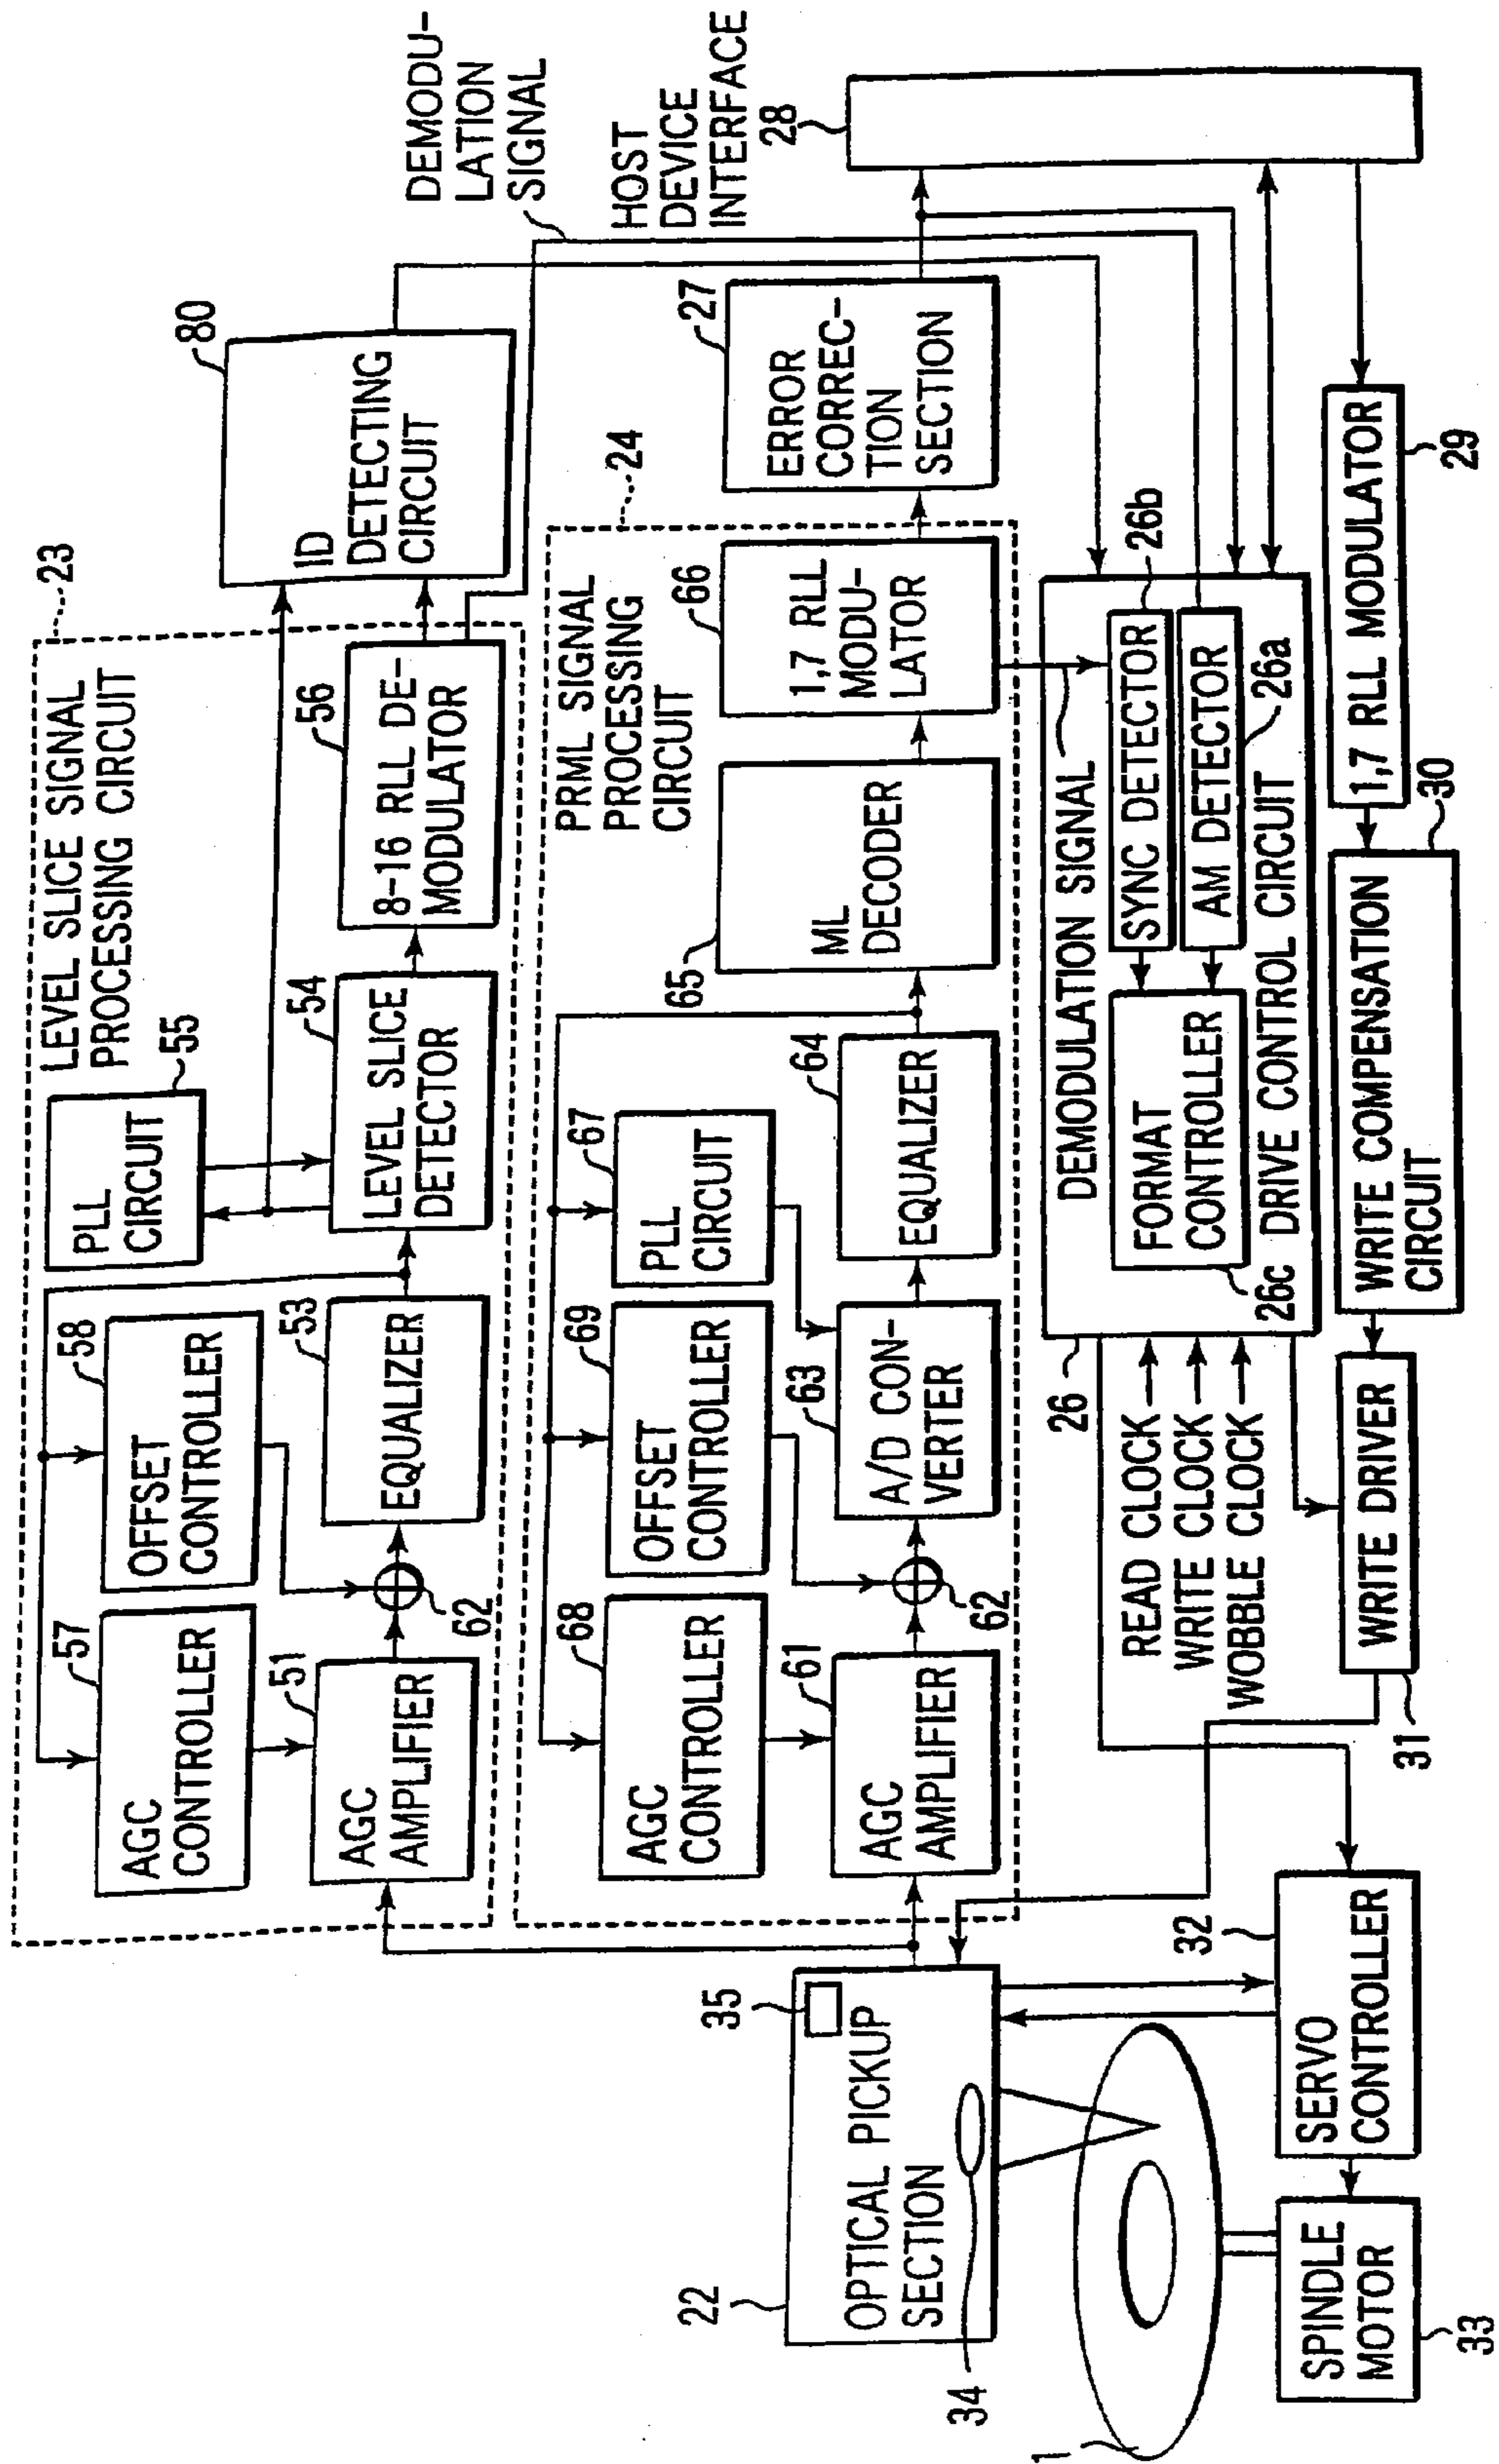 LEVEL SLICE SIGNAL
PROCESSING CIRCUIT
23
57
AGC
CONTROLLER
58
OFFSET
CONTROLLER
PLL
CIRCUIT
55
51
AGC
AMPLIFIER
62
53
EQUALIZER
54
LEVEL SLICE
DETECTOR
56
8-16 RLL DE-
MODULATOR
80
ID
DETECTING
CIRCUIT
DEMODU-
LATION
SIGNAL
PRML SIGNAL
PROCESSING
CIRCUIT
24
68
AGC
CONTROLLER
69
OFFSET
CONTROLLER
67
PLL
CIRCUIT
61
AGC
AMPLIFIER
62
63
A/D CON-
VERTER
64
EQUALIZER
65
ML
DECODER
66
1,7 RLL
MODU-
LATOR
27
ERROR
CORREC-
TION
SECTION
HOST
DEVICE
INTERFACE
28
22
35
OPTICAL PICKUP
SECTION
34
1
DEMODULATION SIGNAL
26
READ CLOCK
WRITE CLOCK
WOBBLE CLOCK
FORMAT
CONTROLLER
26c
SYNC DETECTOR
26b
AM DETECTOR
26a
DRIVE CONTROL CIRCUIT
SPINDLE
MOTOR
33
SERVO
CONTROLLER
32
WRITE DRIVER
31
WRITE COMPENSATION
CIRCUIT
30
1,7 RLL MODULATOR
29